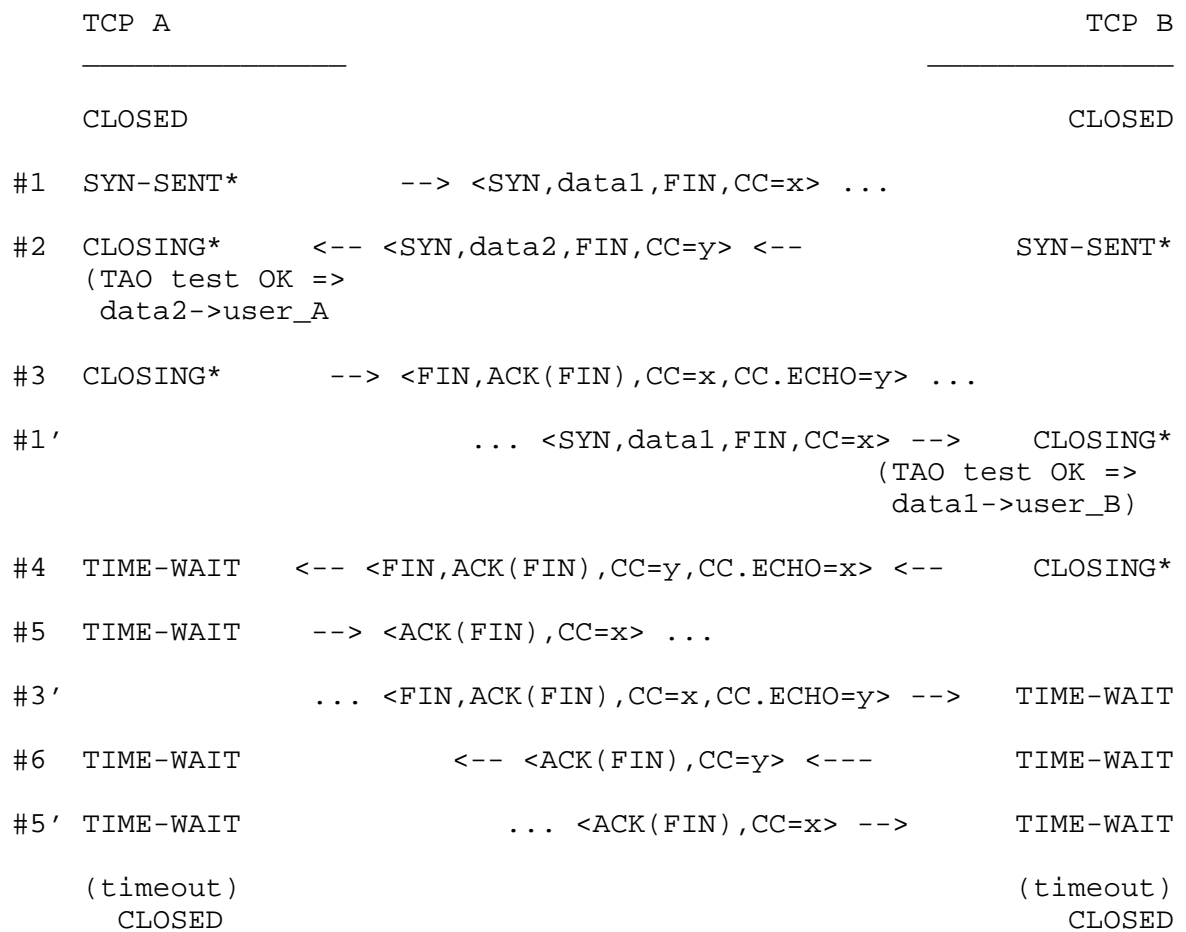 TCP A                                                    TCP B
_______________                                  ______________
CLOSED                                                  CLOSED
#1  SYN-SENT*         --> <SYN,data1,FIN,CC=x> ...
#2  CLOSING*     <-- <SYN,data2,FIN,CC=y> <--            SYN-SENT*
(TAO test OK =>
data2->user_A
#3  CLOSING*      --> <FIN,ACK(FIN),CC=x,CC.ECHO=y> ...
#1′                       ... <SYN,data1,FIN,CC=x> -->    CLOSING*
(TAO test OK =>
data1->user_B)
#4  TIME-WAIT   <-- <FIN,ACK(FIN),CC=y,CC.ECHO=x> <--     CLOSING*
#5  TIME-WAIT    --> <ACK(FIN),CC=x> ...
#3′              ... <FIN,ACK(FIN),CC=x,CC.ECHO=y> -->   TIME-WAIT
#6  TIME-WAIT            <-- <ACK(FIN),CC=y> <---        TIME-WAIT
#5′ TIME-WAIT               ... <ACK(FIN),CC=x> -->      TIME-WAIT
(timeout)                                            (timeout)
CLOSED                                                CLOSED